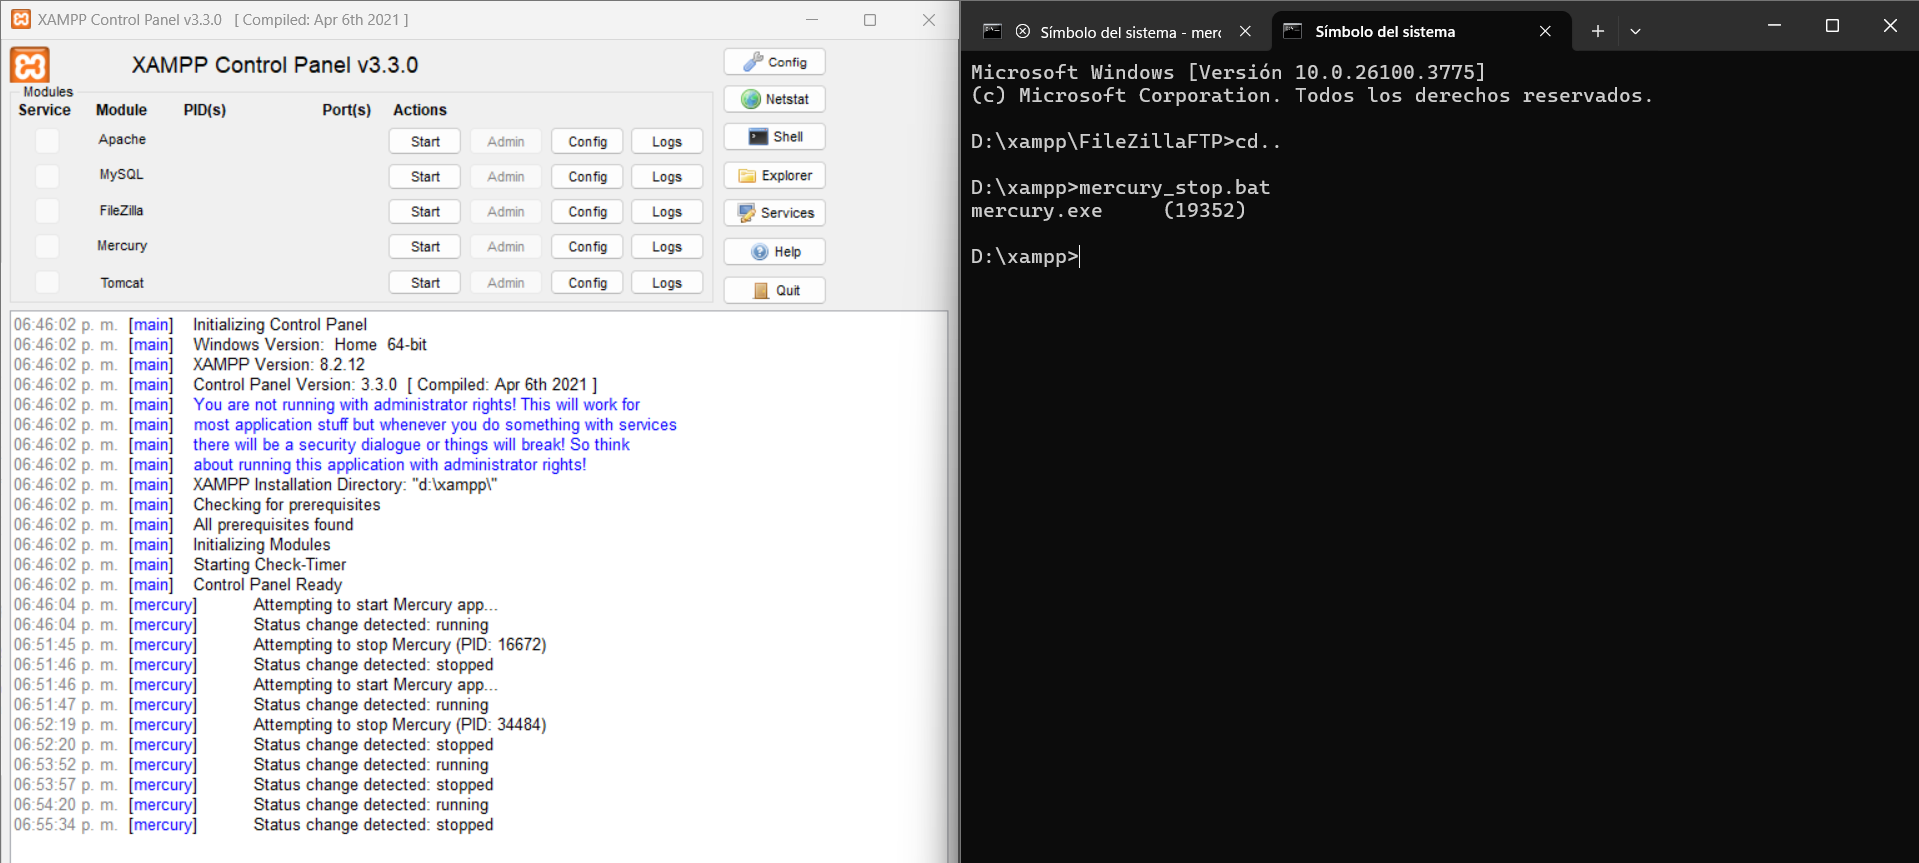 XAMPP Control Panel v3.3.0 [ Compiled: Apr 6th 2021 ]
XAMPP Control Panel v3.3.0
Modules
Service Module PID(s) Port(s) Actions
Apache Start Admin Config Logs
MySQL Start Admin Config Logs
FileZilla Start Admin Config Logs
Mercury Start Admin Config Logs
Tomcat Start Admin Config Logs
Config
Netstat
Shell
Explorer
Services
Help
Quit
06:46:02 p. m. [main] Initializing Control Panel
06:46:02 p. m. [main] Windows Version: Home 64-bit
06:46:02 p. m. [main] XAMPP Version: 8.2.12
06:46:02 p. m. [main] Control Panel Version: 3.3.0 [ Compiled: Apr 6th 2021 ]
06:46:02 p. m. [main] You are not running with administrator rights! This will work for
06:46:02 p. m. [main] most application stuff but whenever you do something with services
06:46:02 p. m. [main] there will be a security dialogue or things will break! So think
06:46:02 p. m. [main] about running this application with administrator rights!
06:46:02 p. m. [main] XAMPP Installation Directory: "d:\xampp\"
06:46:02 p. m. [main] Checking for prerequisites
06:46:02 p. m. [main] All prerequisites found
06:46:02 p. m. [main] Initializing Modules
06:46:02 p. m. [main] Starting Check-Timer
06:46:02 p. m. [main] Control Panel Ready
06:46:04 p. m. [mercury] Attempting to start Mercury app...
06:46:04 p. m. [mercury] Status change detected: running
06:51:45 p. m. [mercury] Attempting to stop Mercury (PID: 16672)
06:51:46 p. m. [mercury] Status change detected: stopped
06:51:46 p. m. [mercury] Attempting to start Mercury app...
06:51:47 p. m. [mercury] Status change detected: running
06:52:19 p. m. [mercury] Attempting to stop Mercury (PID: 34484)
06:52:20 p. m. [mercury] Status change detected: stopped
06:53:52 p. m. [mercury] Status change detected: running
06:53:57 p. m. [mercury] Status change detected: stopped
06:54:20 p. m. [mercury] Status change detected: running
06:55:34 p. m. [mercury] Status change detected: stopped
Símbolo del sistema - merc
Símbolo del sistema
Microsoft Windows [Versión 10.0.26100.3775]
(c) Microsoft Corporation. Todos los derechos reservados.
D:\xampp\FileZillaFTP>cd..
D:\xampp>mercury_stop.bat
mercury.exe (19352)
D:\xampp>